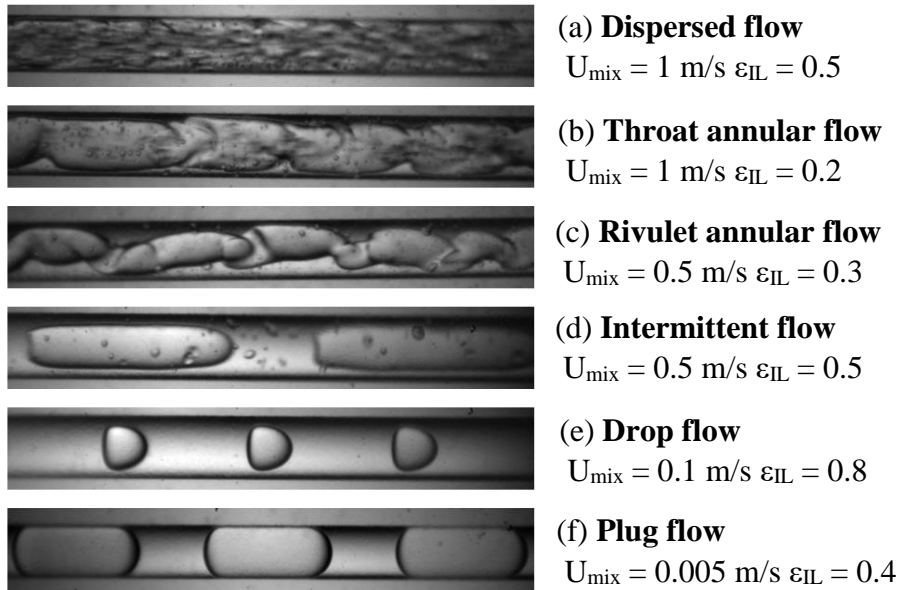 (a) Dispersed flow
Umix = 1 m/s εIL = 0.5
(b) Throat annular flow
Umix = 1 m/s εIL = 0.2
(c) Rivulet annular flow
Umix = 0.5 m/s εIL = 0.3
(d) Intermittent flow
Umix = 0.5 m/s εIL = 0.5
(e) Drop flow
Umix = 0.1 m/s εIL = 0.8
(f) Plug flow
Umix = 0.005 m/s εIL = 0.4